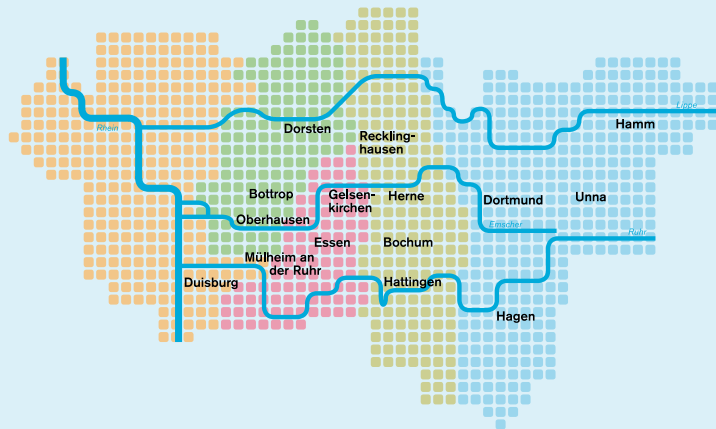 Lippe
Rhein
Hamm
Dorsten
Reckling-
hausen
Bottrop
Gelsen-
kirchen
Herne
Dortmund
Unna
Oberhausen
Emscher
Ruhr
Essen
Bochum
Mülheim an
der Ruhr
Duisburg
Hattingen
Hagen